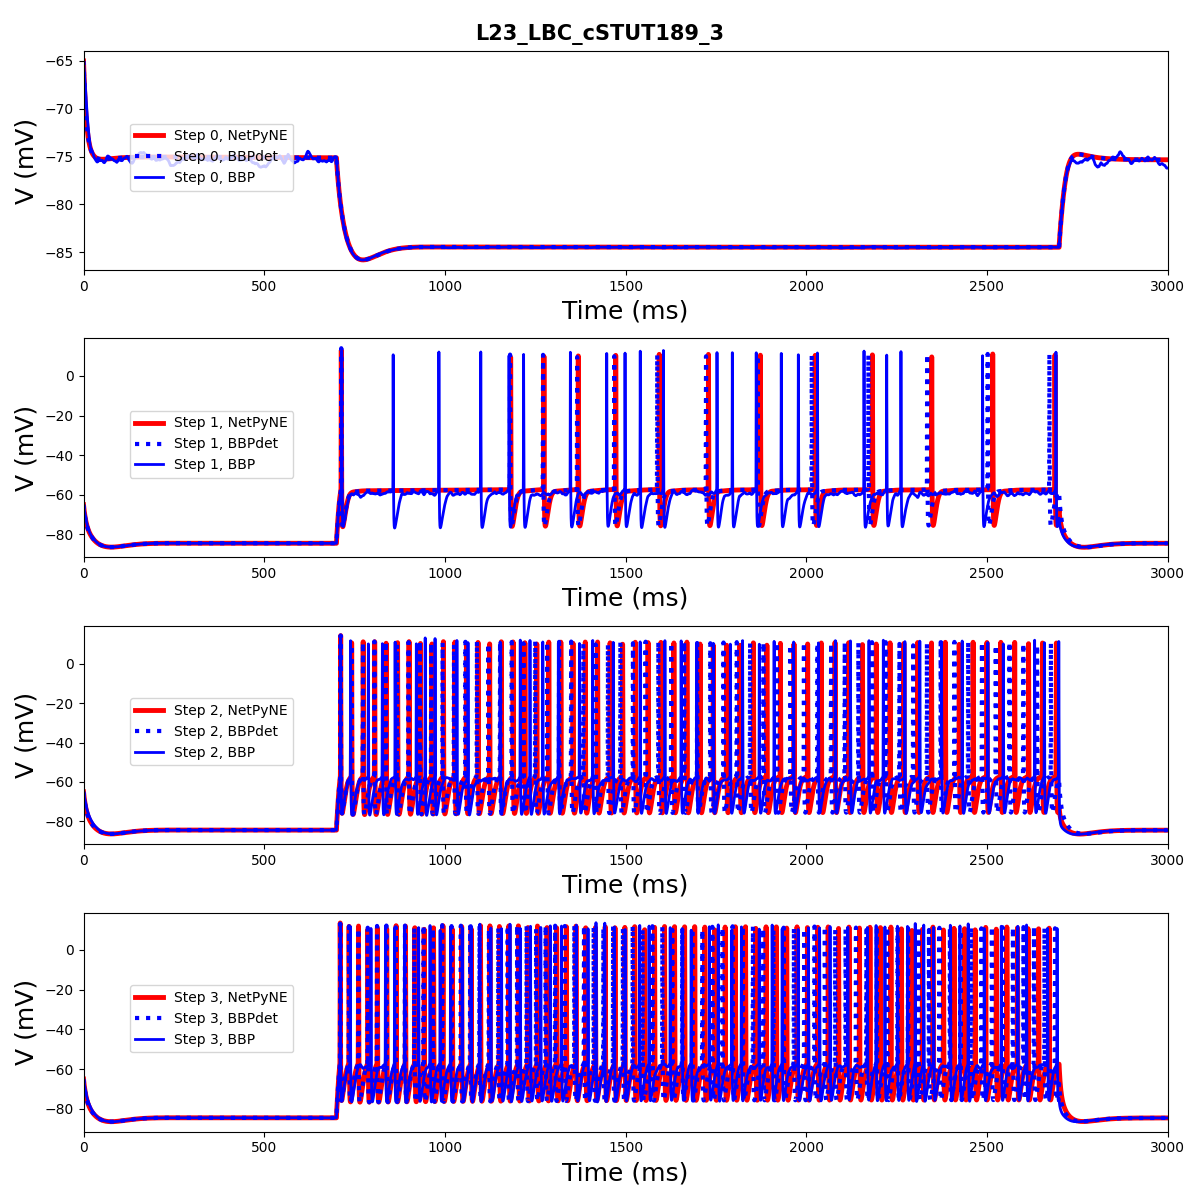 L23_LBC_cSTUT189_3
V (mV)
−65
−70
−75
−80
−85
Step 0, NetPyNE
Step 0, BBPdet
Step 0, BBP
0 500 1000 1500 2000 2500 3000
Time (ms)
V (mV)
0
−20
−40
−60
−80
Step 1, NetPyNE
Step 1, BBPdet
Step 1, BBP
0 500 1000 1500 2000 2500 3000
Time (ms)
V (mV)
0
−20
−40
−60
−80
Step 2, NetPyNE
Step 2, BBPdet
Step 2, BBP
0 500 1000 1500 2000 2500 3000
Time (ms)
V (mV)
0
−20
−40
−60
−80
Step 3, NetPyNE
Step 3, BBPdet
Step 3, BBP
0 500 1000 1500 2000 2500 3000
Time (ms)